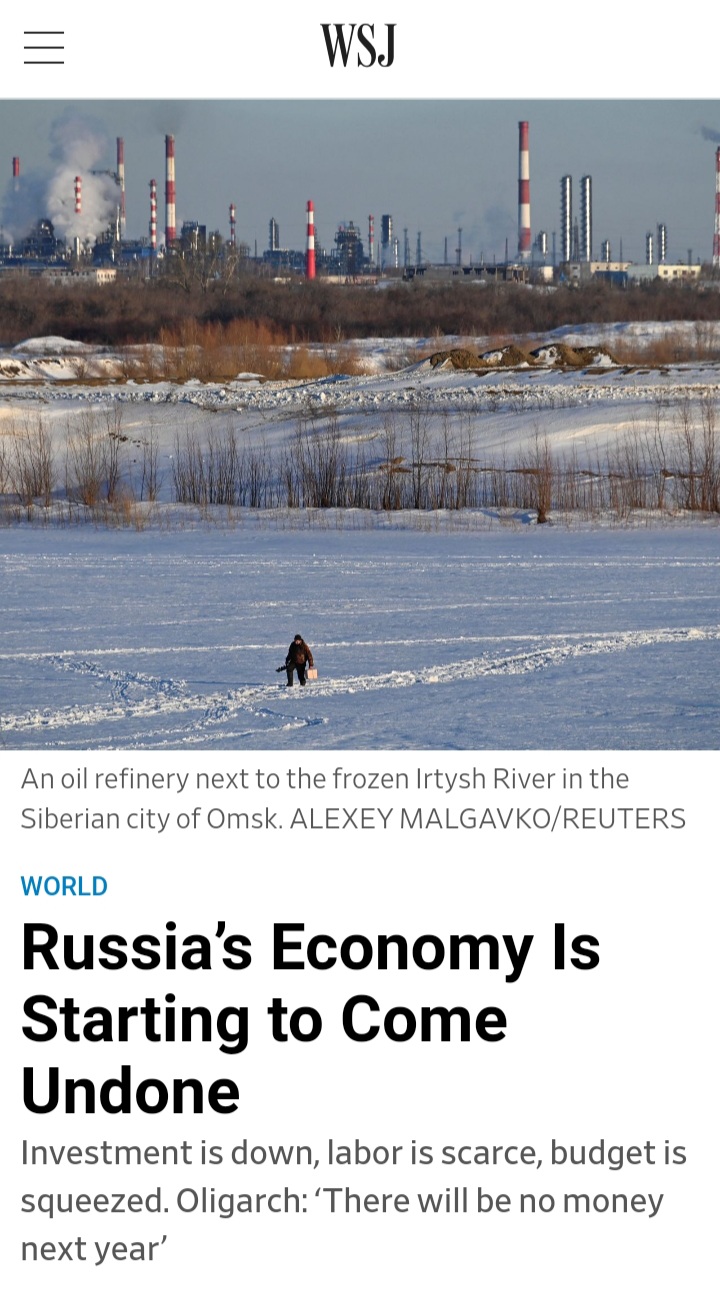 WSJ
An oil refinery next to the frozen Irtysh River in the
Siberian city of Omsk. ALEXEY MALGAVKO/REUTERS
WORLD
Russia’s Economy Is
Starting to Come
Undone
Investment is down, labor is scarce, budget is
squeezed. Oligarch: ‘There will be no money
next year’